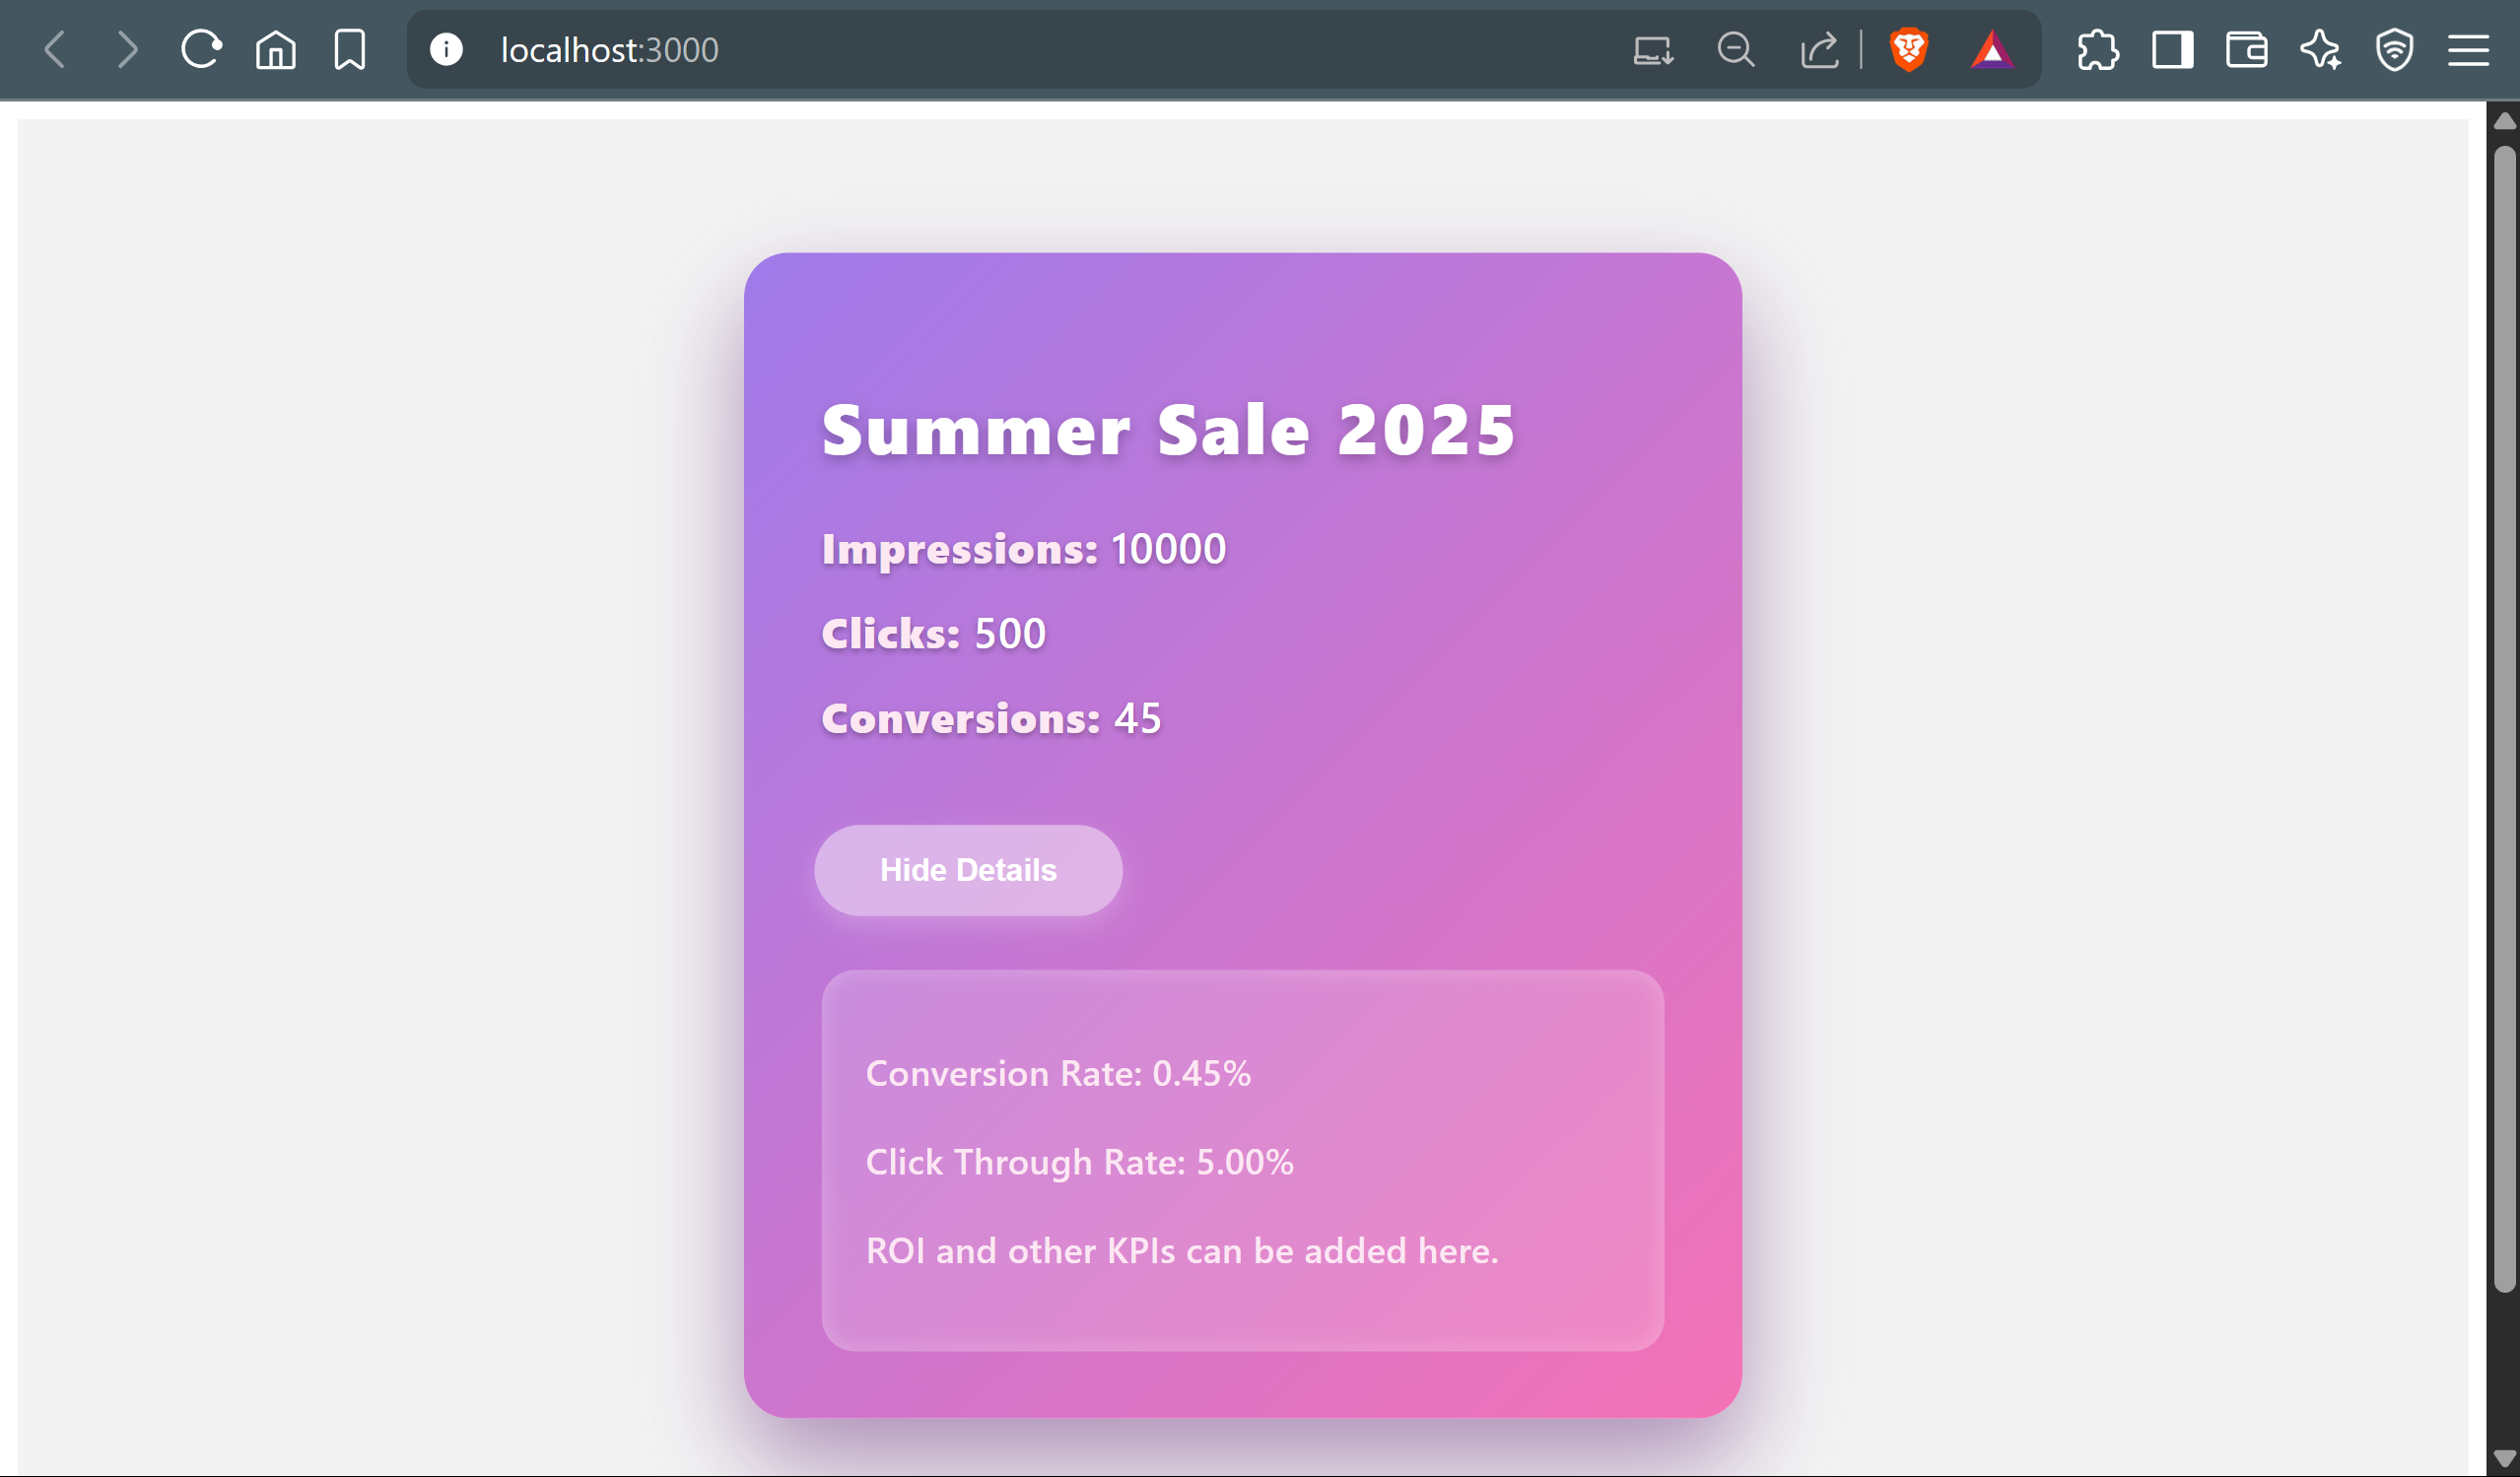 localhost:3000
Summer Sale 2025
Impressions: 10000
Clicks: 500
Conversions: 45
Hide Details
Conversion Rate: 0.45%
Click Through Rate: 5.00%
ROI and other KPIs can be added here.